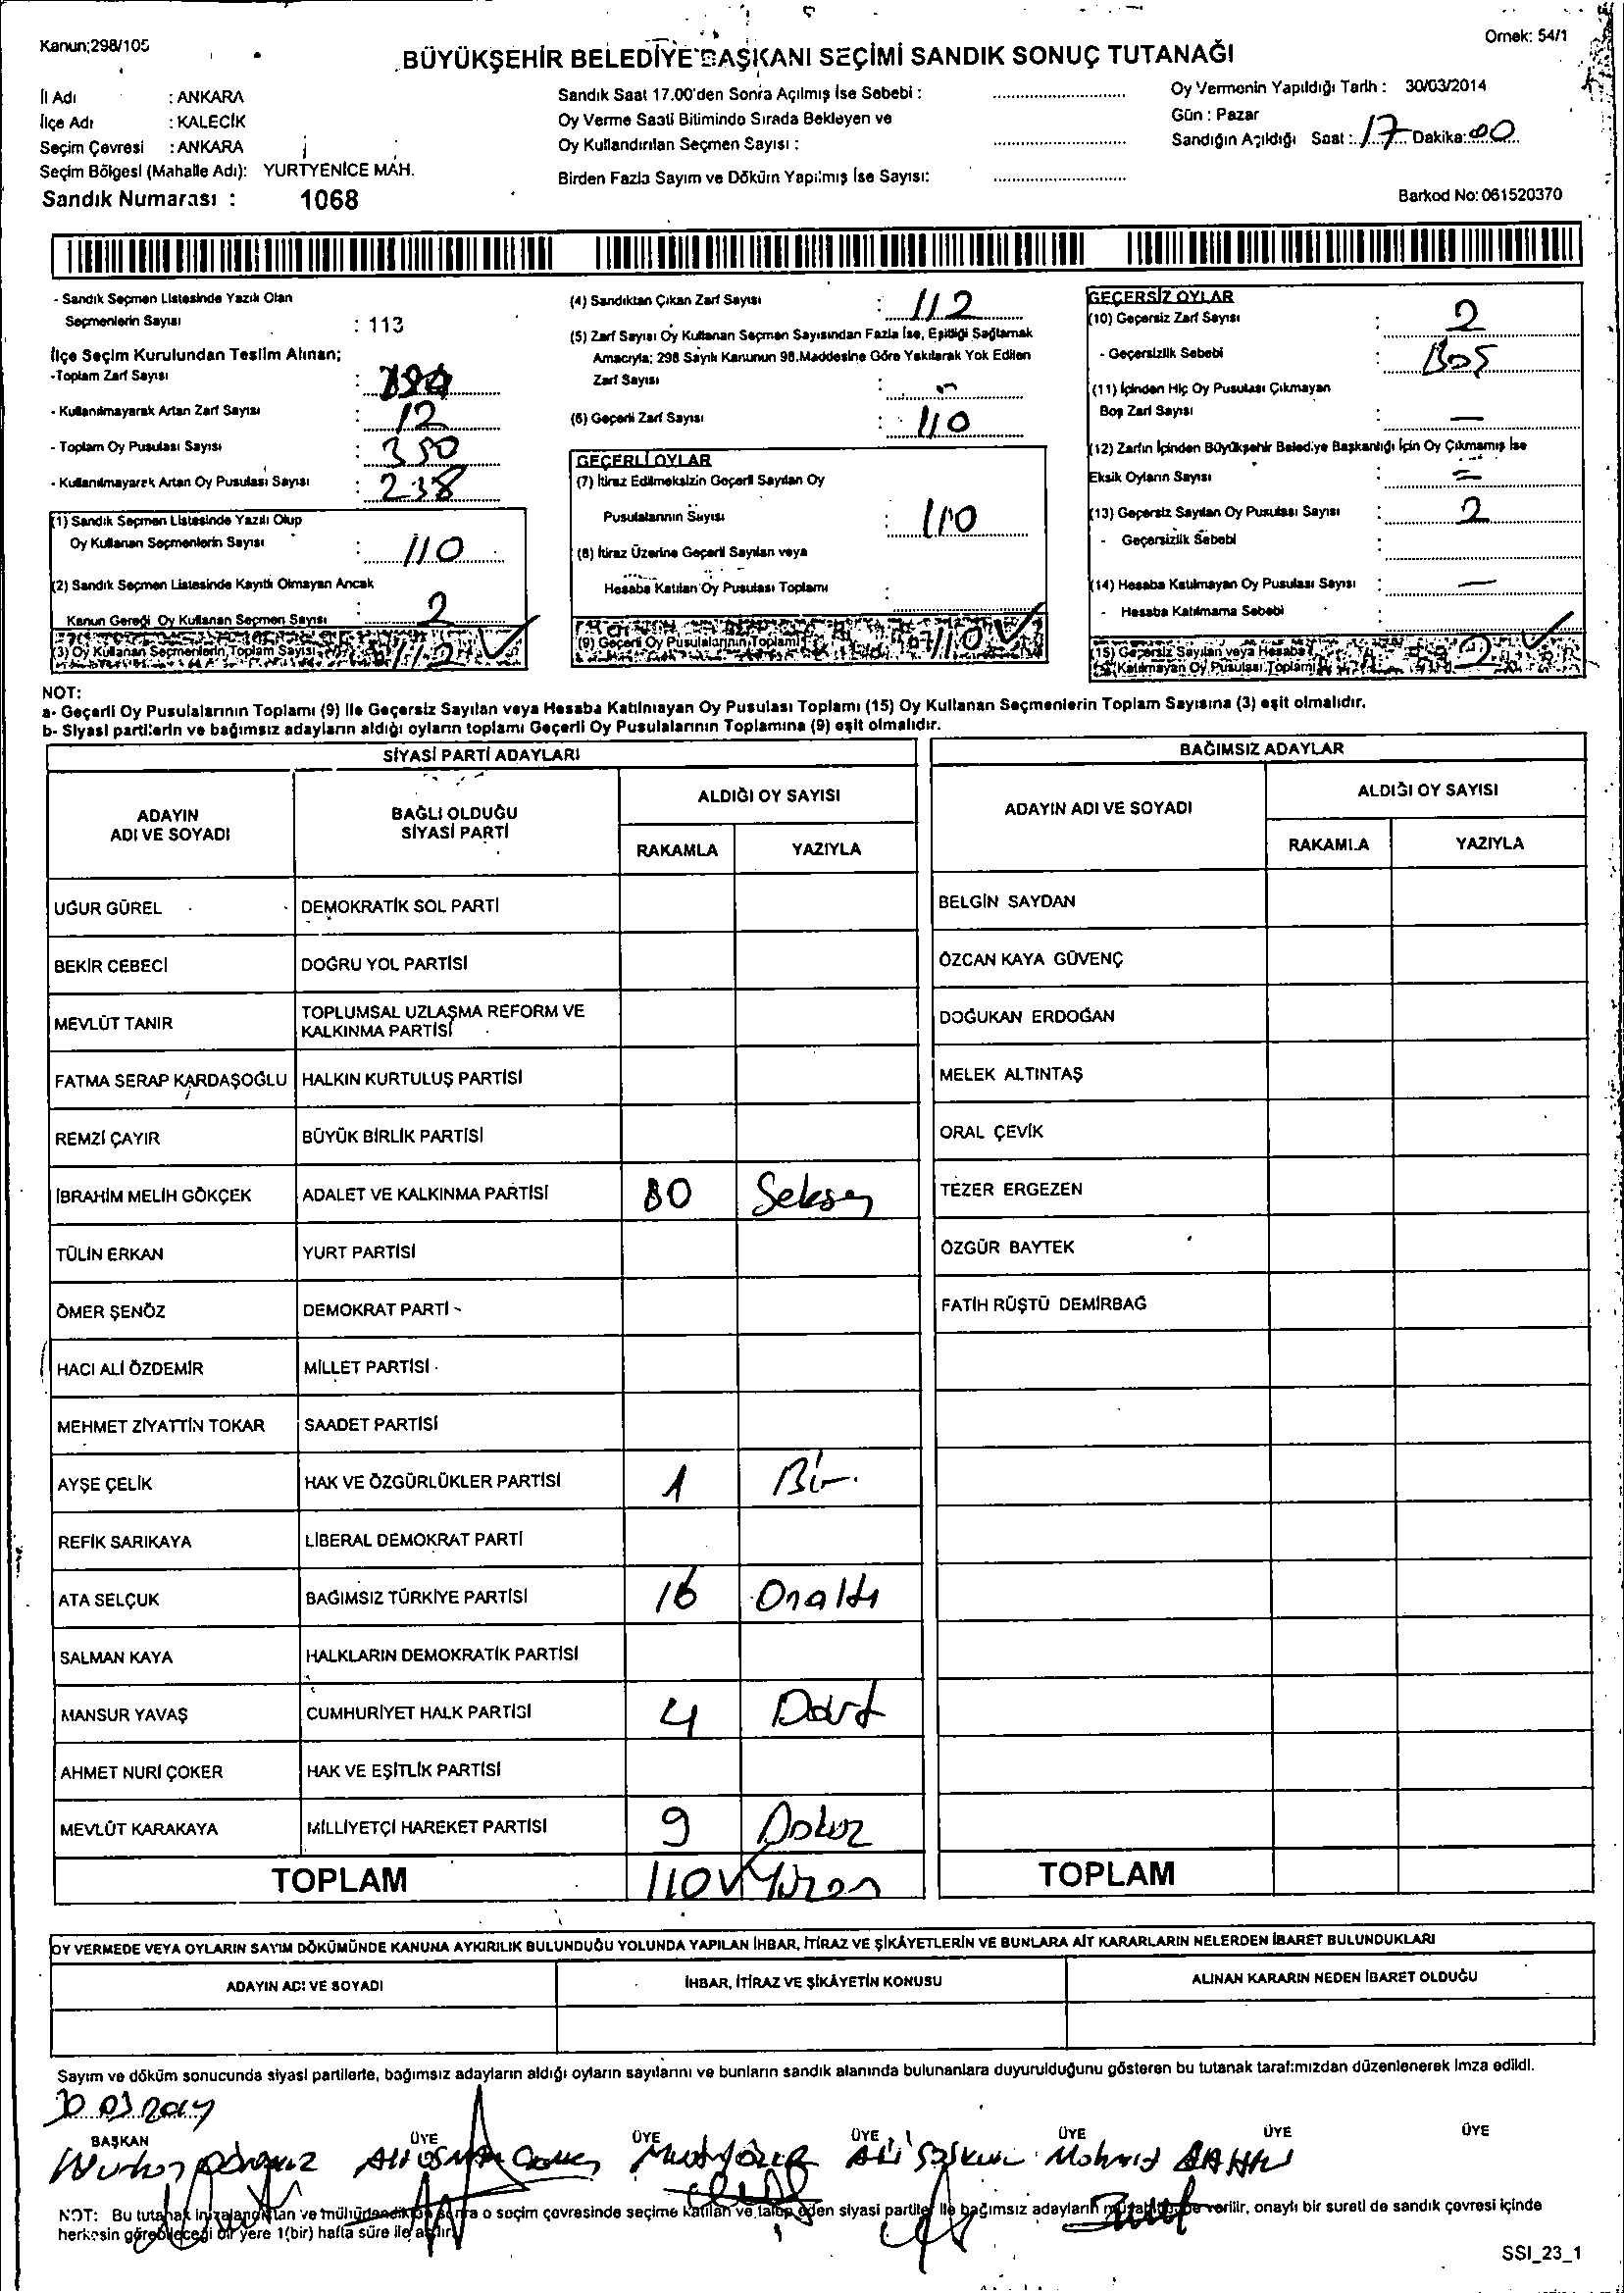 Kanun;298/105
Ornek: 54/1
BÜYÜKŞEHİR BELEDİYE BAŞKANI SEÇİMİ SANDIK SONUÇ TUTANAĞI
İl Adı : ANKARA
İlçe Adı : KALECİK
Seçim Çevresi : ANKARA
Seçim Bölgesi (Mahalle Adı): YURTYENİCE MAH.
Sandık Numarası : 1068
Sandık Saat 17.00'den Sonra Açılmış İse Sebebi :
Oy Verme Saati Bitiminde Sırada Bekleyen ve
Oy Kullandırılan Seçmen Sayısı :
Birden Fazla Sayım ve Döküm Yapılmış İse Sayısı:
Oy Vermenin Yapıldığı Tarih : 30/03/2014
Gün : Pazar
Sandığın Açıldığı Saat : 17 Dakika: 00
Barkod No: 061520370
- Sandık Seçmen Listesinde Yazılı Olan
Seçmenlerin Sayısı : 113
İlçe Seçim Kurulundan Teslim Alınan;
-Toplam Zarf Sayısı :
- Kullanılmayarak Artan Zarf Sayısı : 12
- Toplam Oy Pusulası Sayısı : 350
- Kullanılmayarak Artan Oy Pusulası Sayısı : 238
(1) Sandık Seçmen Listesinde Yazılı Olup
Oy Kullanan Seçmenlerin Sayısı : 110
(2) Sandık Seçmen Listesinde Kayıtlı Olmayan Ancak
Kanun Gereği Oy Kullanan Seçmen Sayısı : 2
(3) Oy Kullanan Seçmenlerin Toplam Sayısı 112
(4) Sandıktan Çıkan Zarf Sayısı : 112
(5) Zarf Sayısı Oy Kullanan Seçmen Sayısından Fazla İse, Eşitliği Sağlamak
Amacıyla; 298 Sayılı Kanunun 98.Maddesine Göre Yakılarak Yok Edilen
Zarf Sayısı : -
(6) Geçerli Zarf Sayısı : 110
GEÇERLİ OYLAR
(7) İtiraz Edilmeksizin Geçerli Sayılan Oy
Pusulalarının Sayısı : 110
(8) İtiraz Üzerine Geçerli Sayılan veya
Hesaba Katılan Oy Pusulası Toplamı :
(9) Geçerli Oy Pusulalarının Toplamı 110
GEÇERSİZ OYLAR
(10) Geçersiz Zarf Sayısı : 2
- Geçersizlik Sebebi : Boş
(11) İçinden Hiç Oy Pusulası Çıkmayan
Boş Zarf Sayısı : —
(12) Zarfın İçinden Büyükşehir Belediye Başkanlığı İçin Oy Çıkmamış İse
Eksik Oyların Sayısı : =
(13) Geçersiz Sayılan Oy Pusulası Sayısı : 2
- Geçersizlik Sebebi :
(14) Hesaba Katılmayan Oy Pusulası Sayısı : —
- Hesaba Katılmama Sebebi :
(15) Geçersiz Sayılan veya Hesaba
Katılmayan Oy Pusulası Toplamı 2
NOT:
a- Geçerli Oy Pusulalarının Toplamı (9) ile Geçersiz Sayılan veya Hesaba Katılmayan Oy Pusulası Toplamı (15) Oy Kullanan Seçmenlerin Toplam Sayısına (3) eşit olmalıdır.
b- Siyasi partilerin ve bağımsız adayların aldığı oyların toplamı Geçerli Oy Pusulalarının Toplamına (9) eşit olmalıdır.
SİYASİ PARTİ ADAYLARI
ADAYIN ADI VE SOYADI
BAĞLI OLDUĞU SİYASİ PARTİ
ALDIĞI OY SAYISI
RAKAMLA YAZIYLA
UĞUR GÜREL DEMOKRATİK SOL PARTİ
BEKİR CEBECİ DOĞRU YOL PARTİSİ
MEVLÜT TANIR TOPLUMSAL UZLAŞMA REFORM VE KALKINMA PARTİSİ
FATMA SERAP KARDAŞOĞLU HALKIN KURTULUŞ PARTİSİ
REMZİ ÇAYIR BÜYÜK BİRLİK PARTİSİ
İBRAHİM MELİH GÖKÇEK ADALET VE KALKINMA PARTİSİ 80 Seksen
TÜLİN ERKAN YURT PARTİSİ
ÖMER ŞENÖZ DEMOKRAT PARTİ
HACI ALİ ÖZDEMİR MİLLET PARTİSİ
MEHMET ZİYATTİN TOKAR SAADET PARTİSİ
AYŞE ÇELİK HAK VE ÖZGÜRLÜKLER PARTİSİ 1 Bir
REFİK SARIKAYA LİBERAL DEMOKRAT PARTİ
ATA SELÇUK BAĞIMSIZ TÜRKİYE PARTİSİ 16 Onaltı
SALMAN KAYA HALKLARIN DEMOKRATİK PARTİSİ
MANSUR YAVAŞ CUMHURİYET HALK PARTİSİ 4 Dört
AHMET NURİ ÇOKER HAK VE EŞİTLİK PARTİSİ
MEVLÜT KARAKAYA MİLLİYETÇİ HAREKET PARTİSİ 9 Dokuz
TOPLAM 110 Yüzon
BAĞIMSIZ ADAYLAR
ADAYIN ADI VE SOYADI
ALDIĞI OY SAYISI
RAKAMLA YAZIYLA
BELGİN SAYDAN
ÖZCAN KAYA GÜVENÇ
DOĞUKAN ERDOĞAN
MELEK ALTINTAŞ
ORAL ÇEVİK
TEZER ERGEZEN
ÖZGÜR BAYTEK
FATİH RÜŞTÜ DEMİRBAĞ
TOPLAM
OY VERMEDE VEYA OYLARIN SAYIM DÖKÜMÜNDE KANUNA AYKIRILIK BULUNDUĞU YOLUNDA YAPILAN İHBAR, İTİRAZ VE ŞİKÂYETLERİN VE BUNLARA AİT KARARLARIN NELERDEN İBARET BULUNDUKLARI
ADAYIN ADI VE SOYADI İHBAR, İTİRAZ VE ŞİKÂYETİN KONUSU ALINAN KARARIN NEDEN İBARET OLDUĞU
Sayım ve döküm sonucunda siyasi partilerle, bağımsız adayların aldığı oyların sayılarını ve bunların sandık alanında bulunanlara duyurulduğunu gösteren bu tutanak tarafımızdan düzenlenerek imza edildi.
30 03 2014
BAŞKAN ÜYE ÜYE ÜYE ÜYE ÜYE ÜYE
NOT: Bu tutanak imzalandıktan ve mühürlendikten sonra o seçim çevresinde seçime katılan ve talep eden siyasi partiler ile bağımsız adayların müşahitlerine verilir, onaylı bir sureti de sandık çevresi içinde
herkesin görebileceği bir yere 1(bir) hafta süre ile asılır.
SSI_23_1